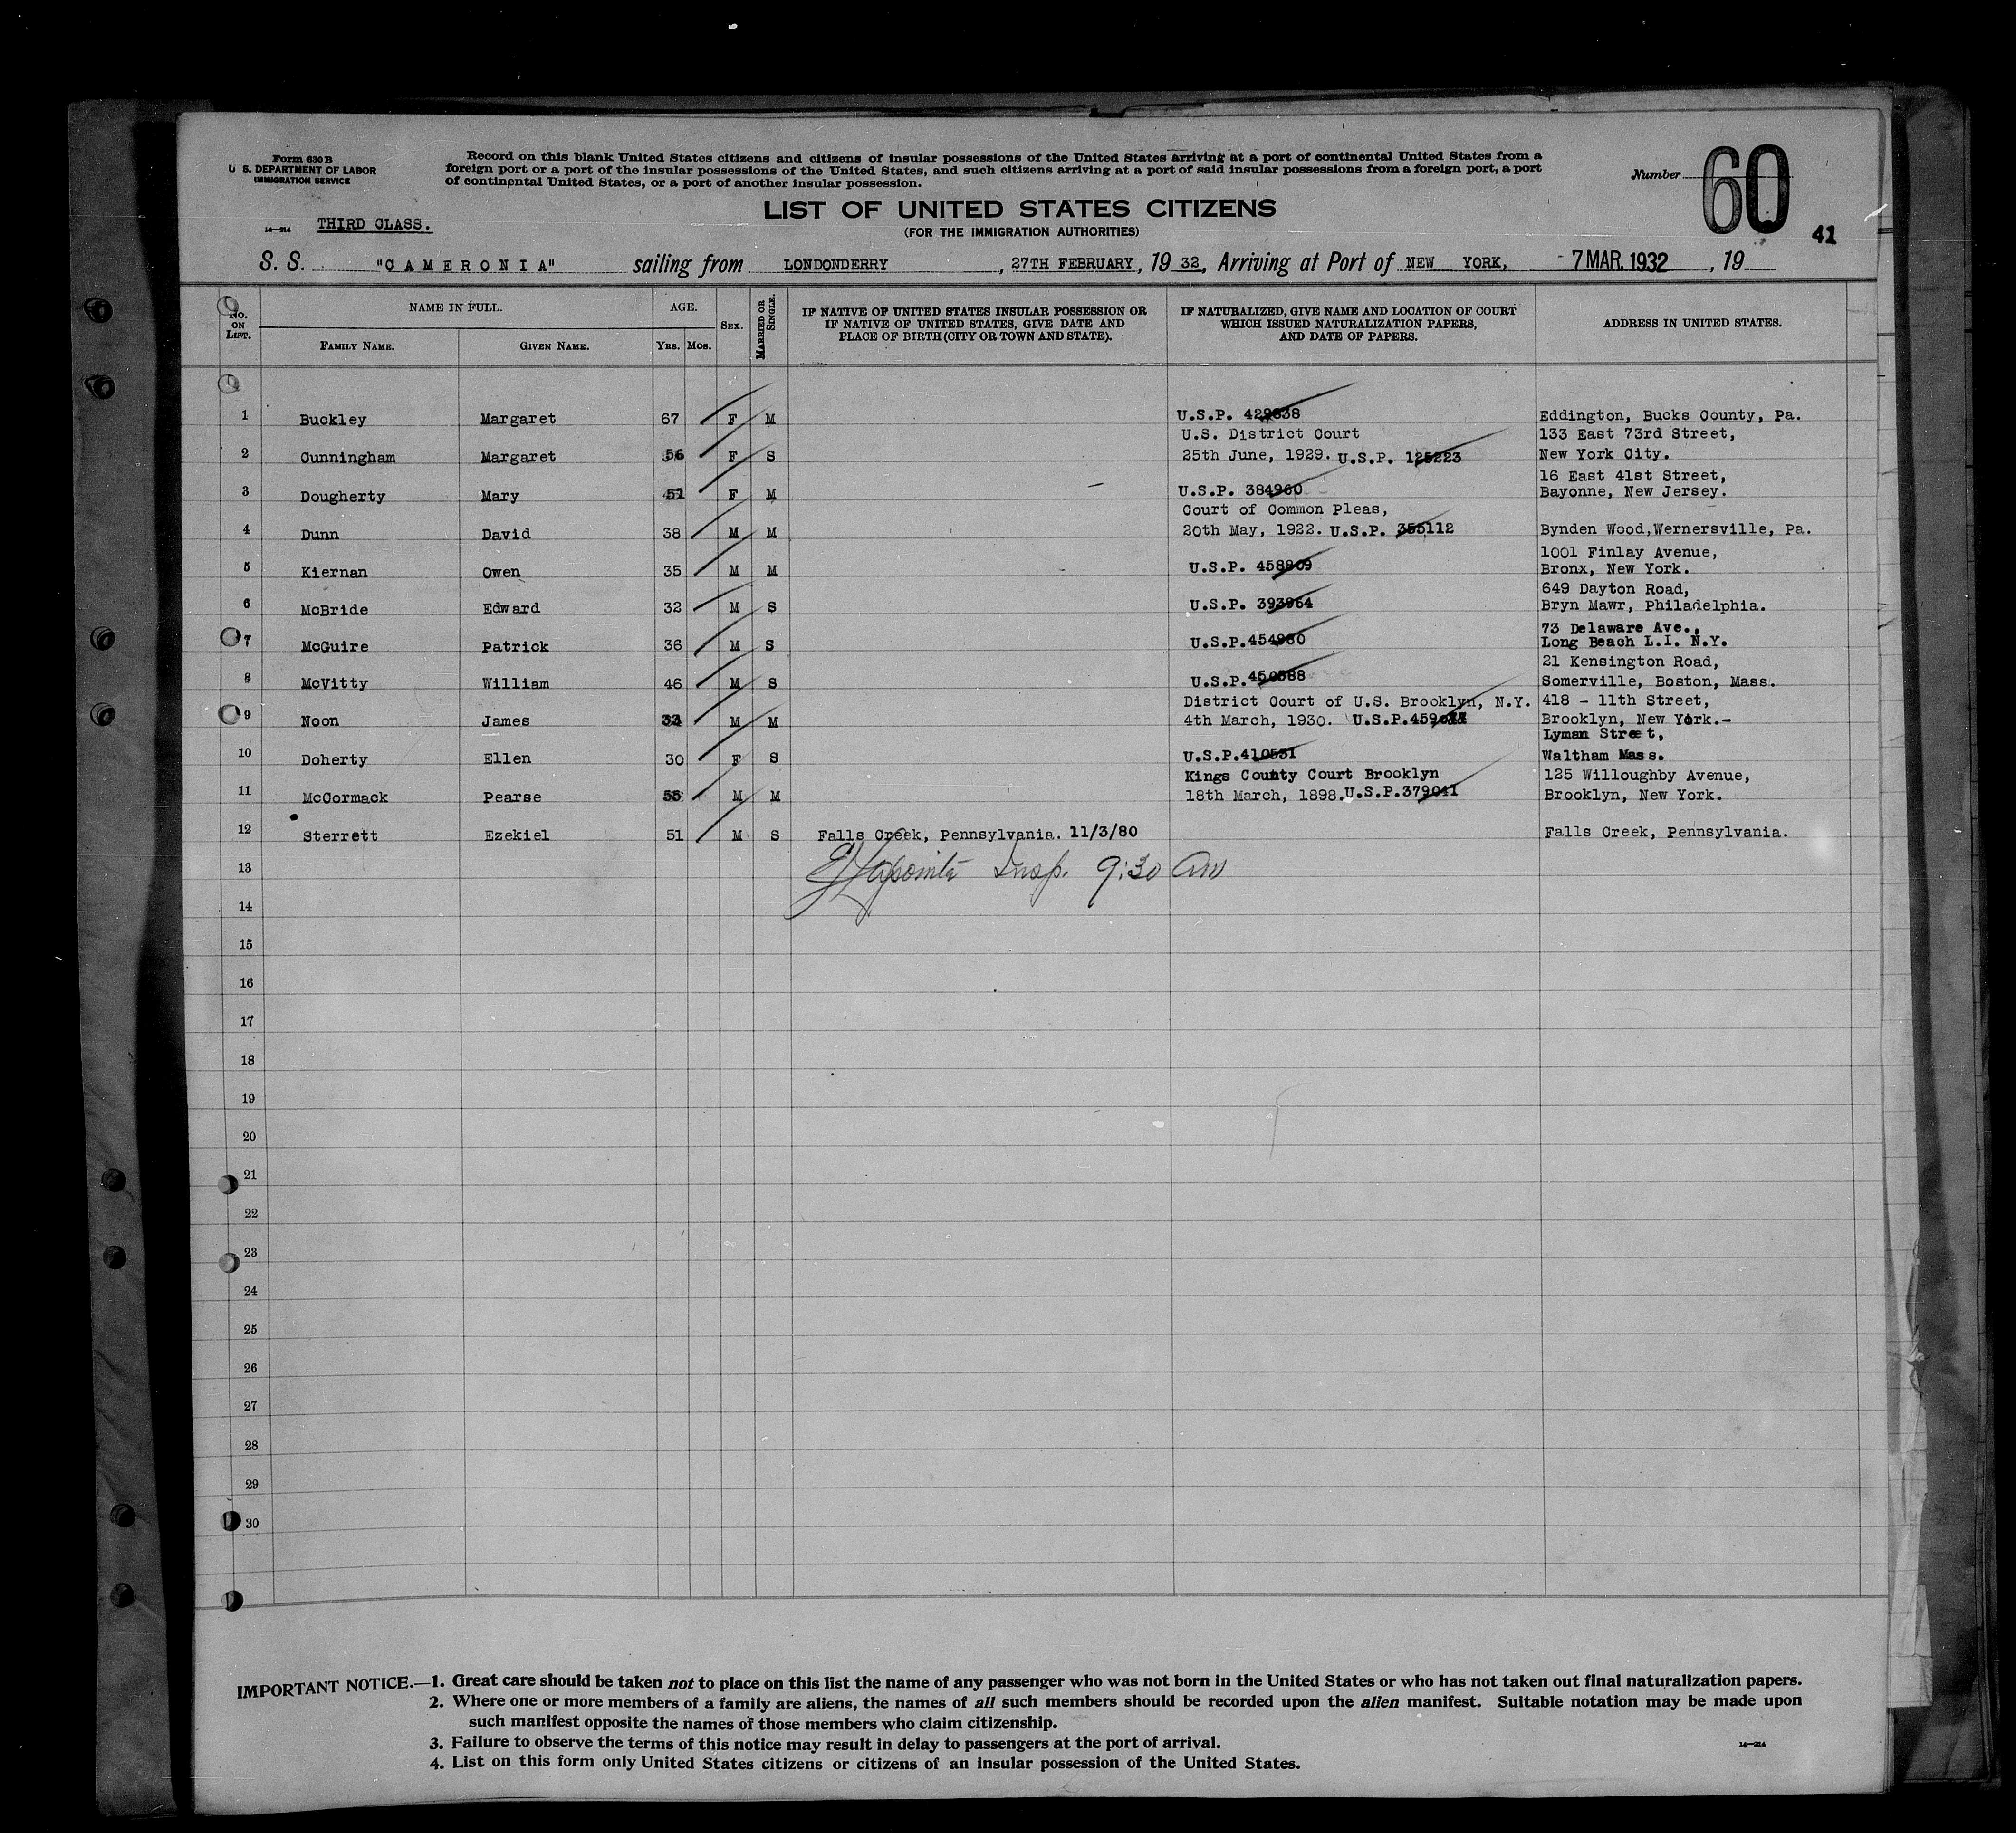 Form 630 B
U. S. DEPARTMENT OF LABOR
IMMIGRATION SERVICE
Record on this blank United States citizens and citizens of insular possessions of the United States arriving at a port of continental United States from a
foreign port or a port of the insular possessions of the United States, and such citizens arriving at a port of said insular possessions from a foreign port, a port
of continental United States, or a port of another insular possession.
Number 60
41
LIST OF UNITED STATES CITIZENS
(FOR THE IMMIGRATION AUTHORITIES)
14—214 THIRD CLASS.
S. S. "CAMERONIA" sailing from LONDONDERRY, 27TH FEBRUARY, 19 32, Arriving at Port of NEW YORK, - 7 MAR. 1932, 19
No. on List.
NAME IN FULL.
Family Name.
Given Name.
AGE.
Yrs. Mos.
Sex.
Married or Single.
IF NATIVE OF UNITED STATES INSULAR POSSESSION OR
IF NATIVE OF UNITED STATES, GIVE DATE AND
PLACE OF BIRTH (CITY OR TOWN AND STATE).
IF NATURALIZED, GIVE NAME AND LOCATION OF COURT
WHICH ISSUED NATURALIZATION PAPERS,
AND DATE OF PAPERS.
ADDRESS IN UNITED STATES.
1 Buckley Margaret 67 F M U.S.P. Eddington, Bucks County, Pa.
U.S. District Court 133 East 73rd Street,
2 Cunningham Margaret 56 F S 25th June, 1929. U.S.P. 125223 New York City.
16 East 41st Street,
3 Dougherty Mary 51 F M U.S.P. 384960 Bayonne, New Jersey.
Court of Common Pleas,
4 Dunn David 38 M M 20th May, 1922. U.S.P. 355112 Bynden Wood,Wernersville, Pa.
1001 Finlay Avenue,
5 Kiernan Owen 35 M M U.S.P. 458809 Bronx, New York.
649 Dayton Road,
6 McBride Edward 32 M S U.S.P. 393964 Bryn Mawr, Philadelphia.
73 Delaware Ave.,
7 McGuire Patrick 36 M S U.S.P.454980 Long Beach L.I. N.Y.
21 Kensington Road,
8 McVitty William 46 M S U.S.P.450588 Somerville, Boston, Mass.
District Court of U.S. Brooklyn, N.Y. 418 - 11th Street,
9 Noon James M M 4th March, 1930. U.S.P. Brooklyn, New York.-
Lyman Street,
10 Doherty Ellen 30 F S U.S.P.410551 Waltham Mass.
Kings County Court Brooklyn 125 Willoughby Avenue,
11 McCormack Pearse 55 M M 18th March, 1898.U.S.P.379041 Brooklyn, New York.
12 Sterrett Ezekiel 51 M S Falls Creek, Pennsylvania. 11/3/80 Falls Creek, Pennsylvania.
13 Insp. 9:30 am
14
15
16
17
18
19
20
21
22
23
24
25
26
27
28
29
30
IMPORTANT NOTICE.—1. Great care should be taken not to place on this list the name of any passenger who was not born in the United States or who has not taken out final naturalization papers.
2. Where one or more members of a family are aliens, the names of all such members should be recorded upon the alien manifest. Suitable notation may be made upon
such manifest opposite the names of those members who claim citizenship.
3. Failure to observe the terms of this notice may result in delay to passengers at the port of arrival.
4. List on this form only United States citizens or citizens of an insular possession of the United States.
14—214